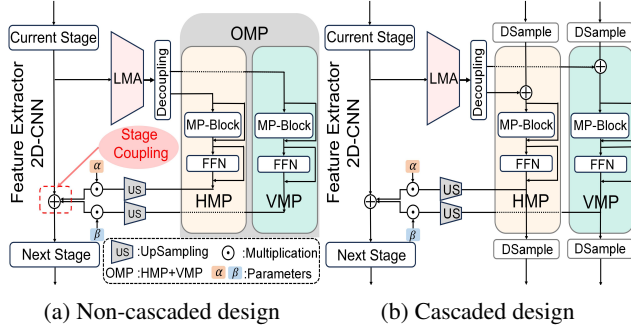 Current Stage
Feature Extractor
2D-CNN
LMA
Decoupling
OMP
MP-Block
MP-Block
FFN
FFN
Stage
Coupling
α
US
US
β
HMP
VMP
Next Stage
US :UpSampling ⊙ :Multiplication
OMP :HMP+VMP α β :Parameters
(a) Non-cascaded design
DSample
DSample
Current Stage
Feature Extractor
2D-CNN
LMA
Decoupling
MP-Block
MP-Block
FFN
FFN
α
US
US
β
HMP
VMP
Next Stage
DSample
DSample
(b) Cascaded design